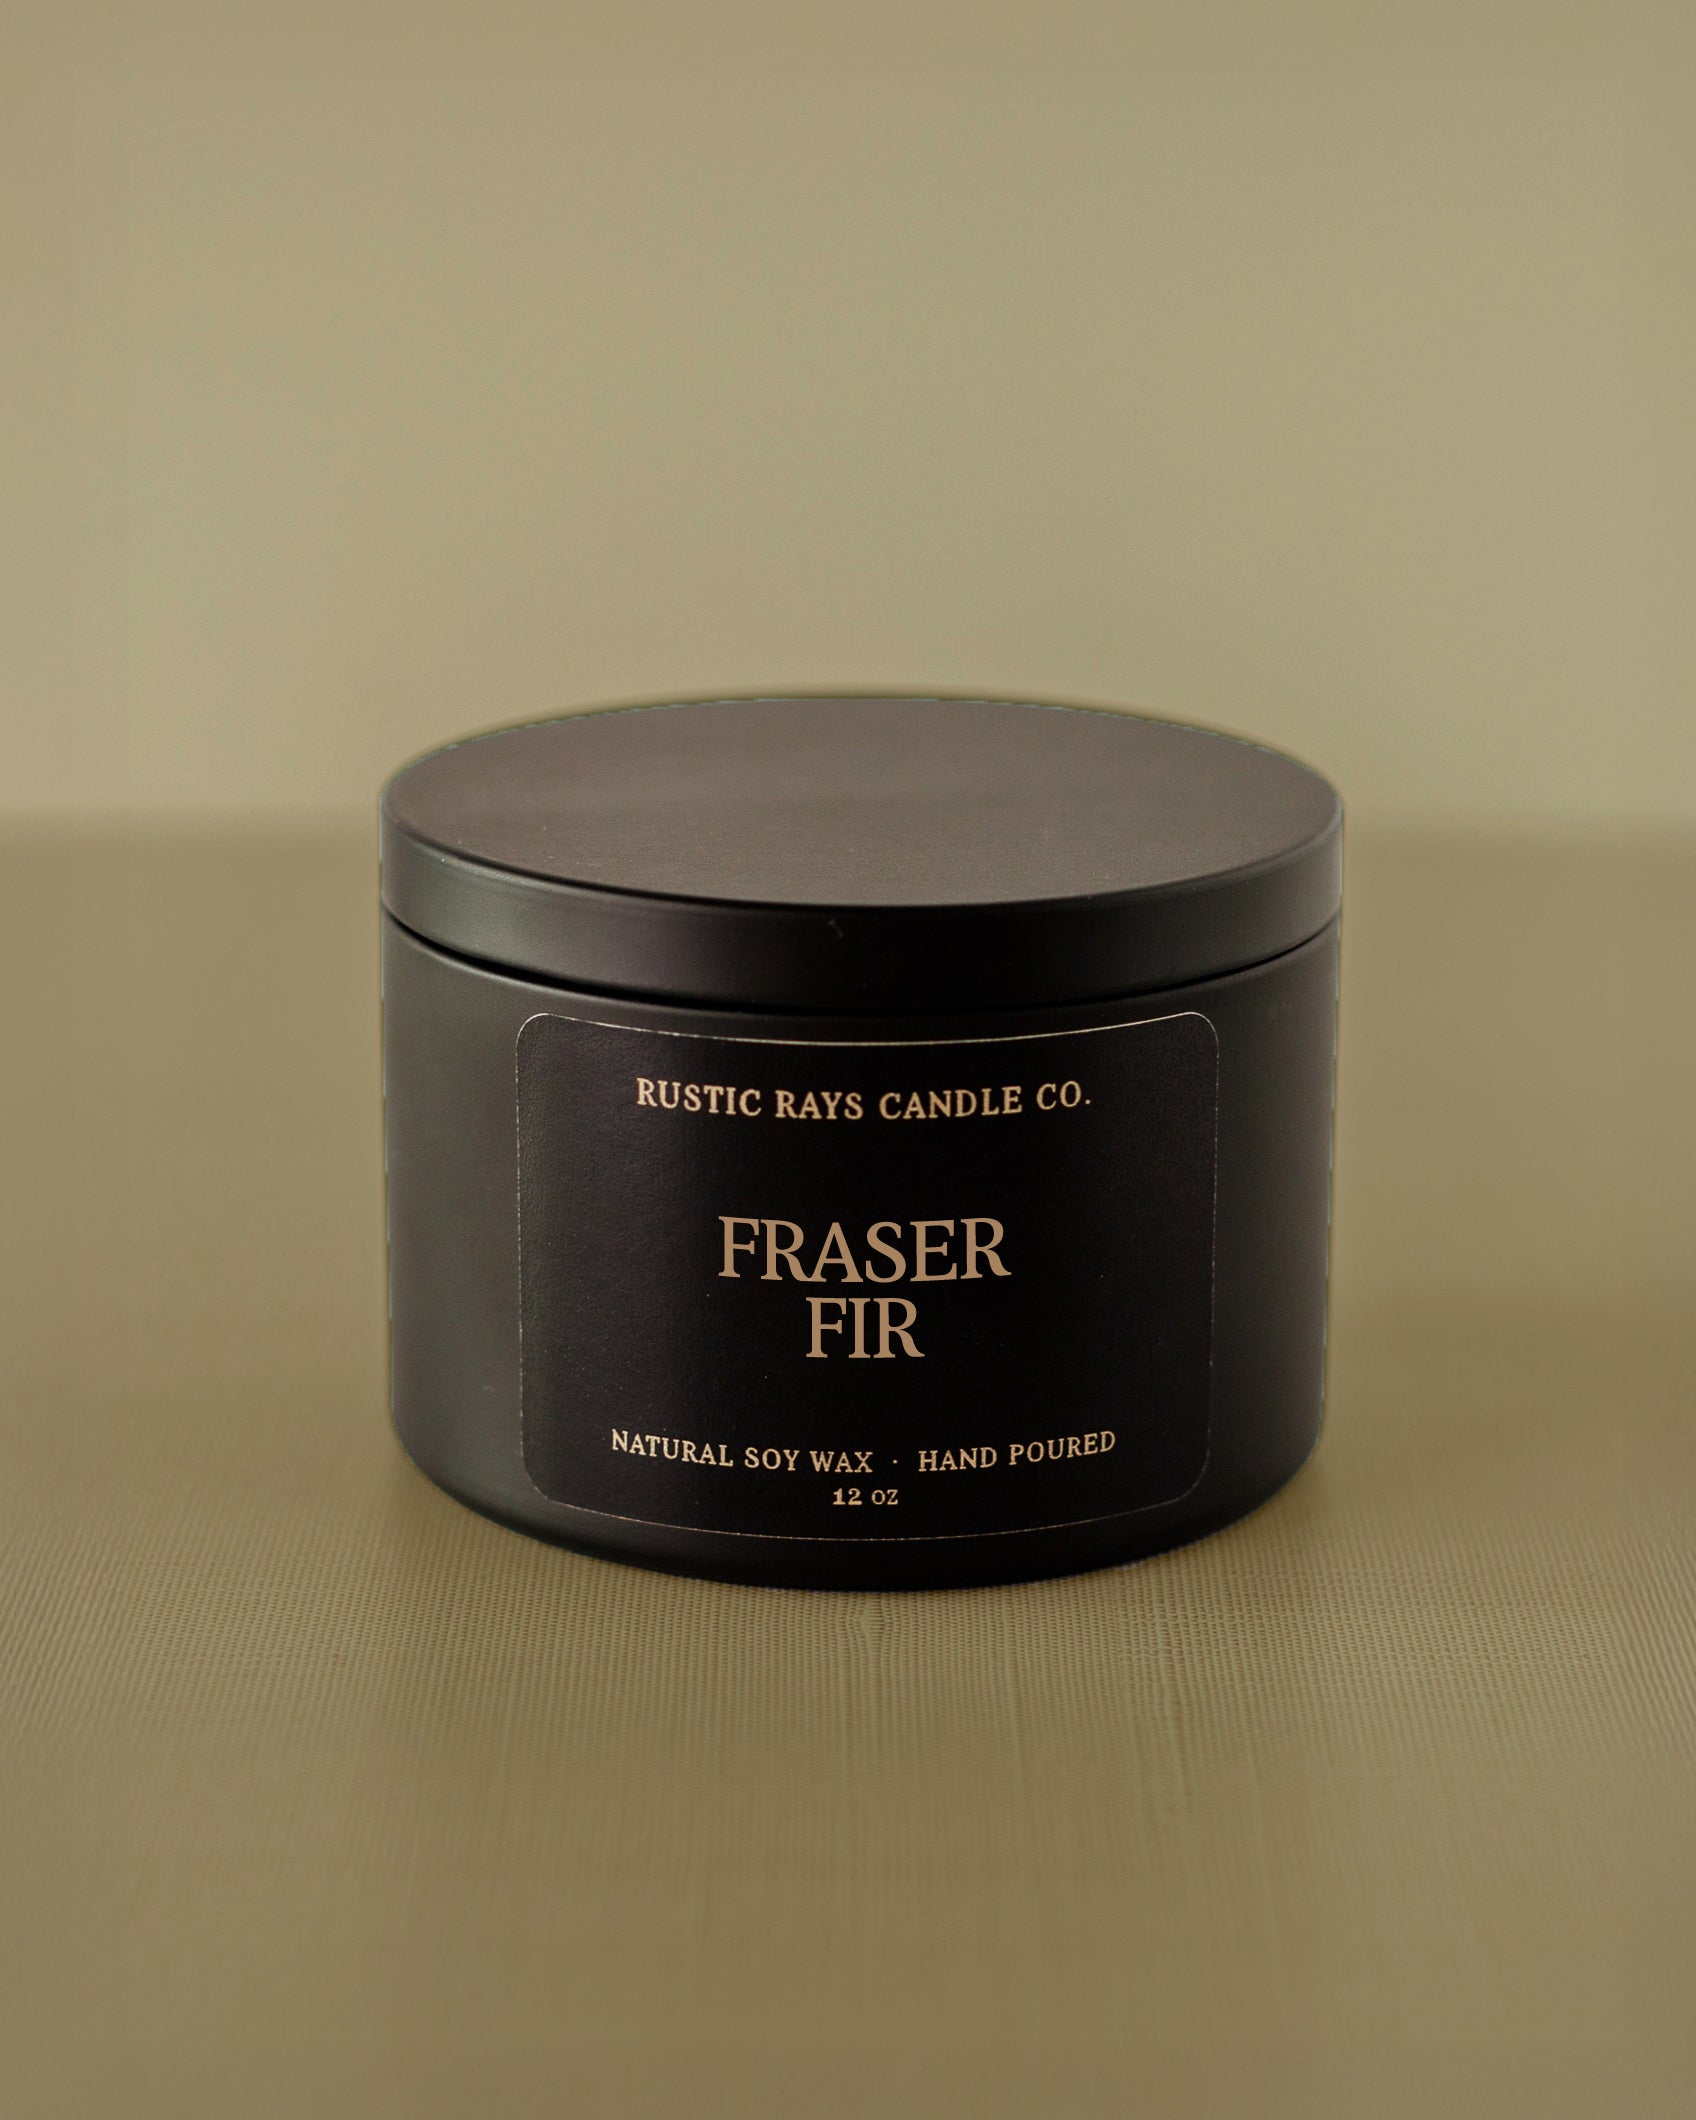 RUSTIC RAYS CANDLE CO.
FRASER
FIR
NATURAL SOY WAX · HAND POURED
12 OZ